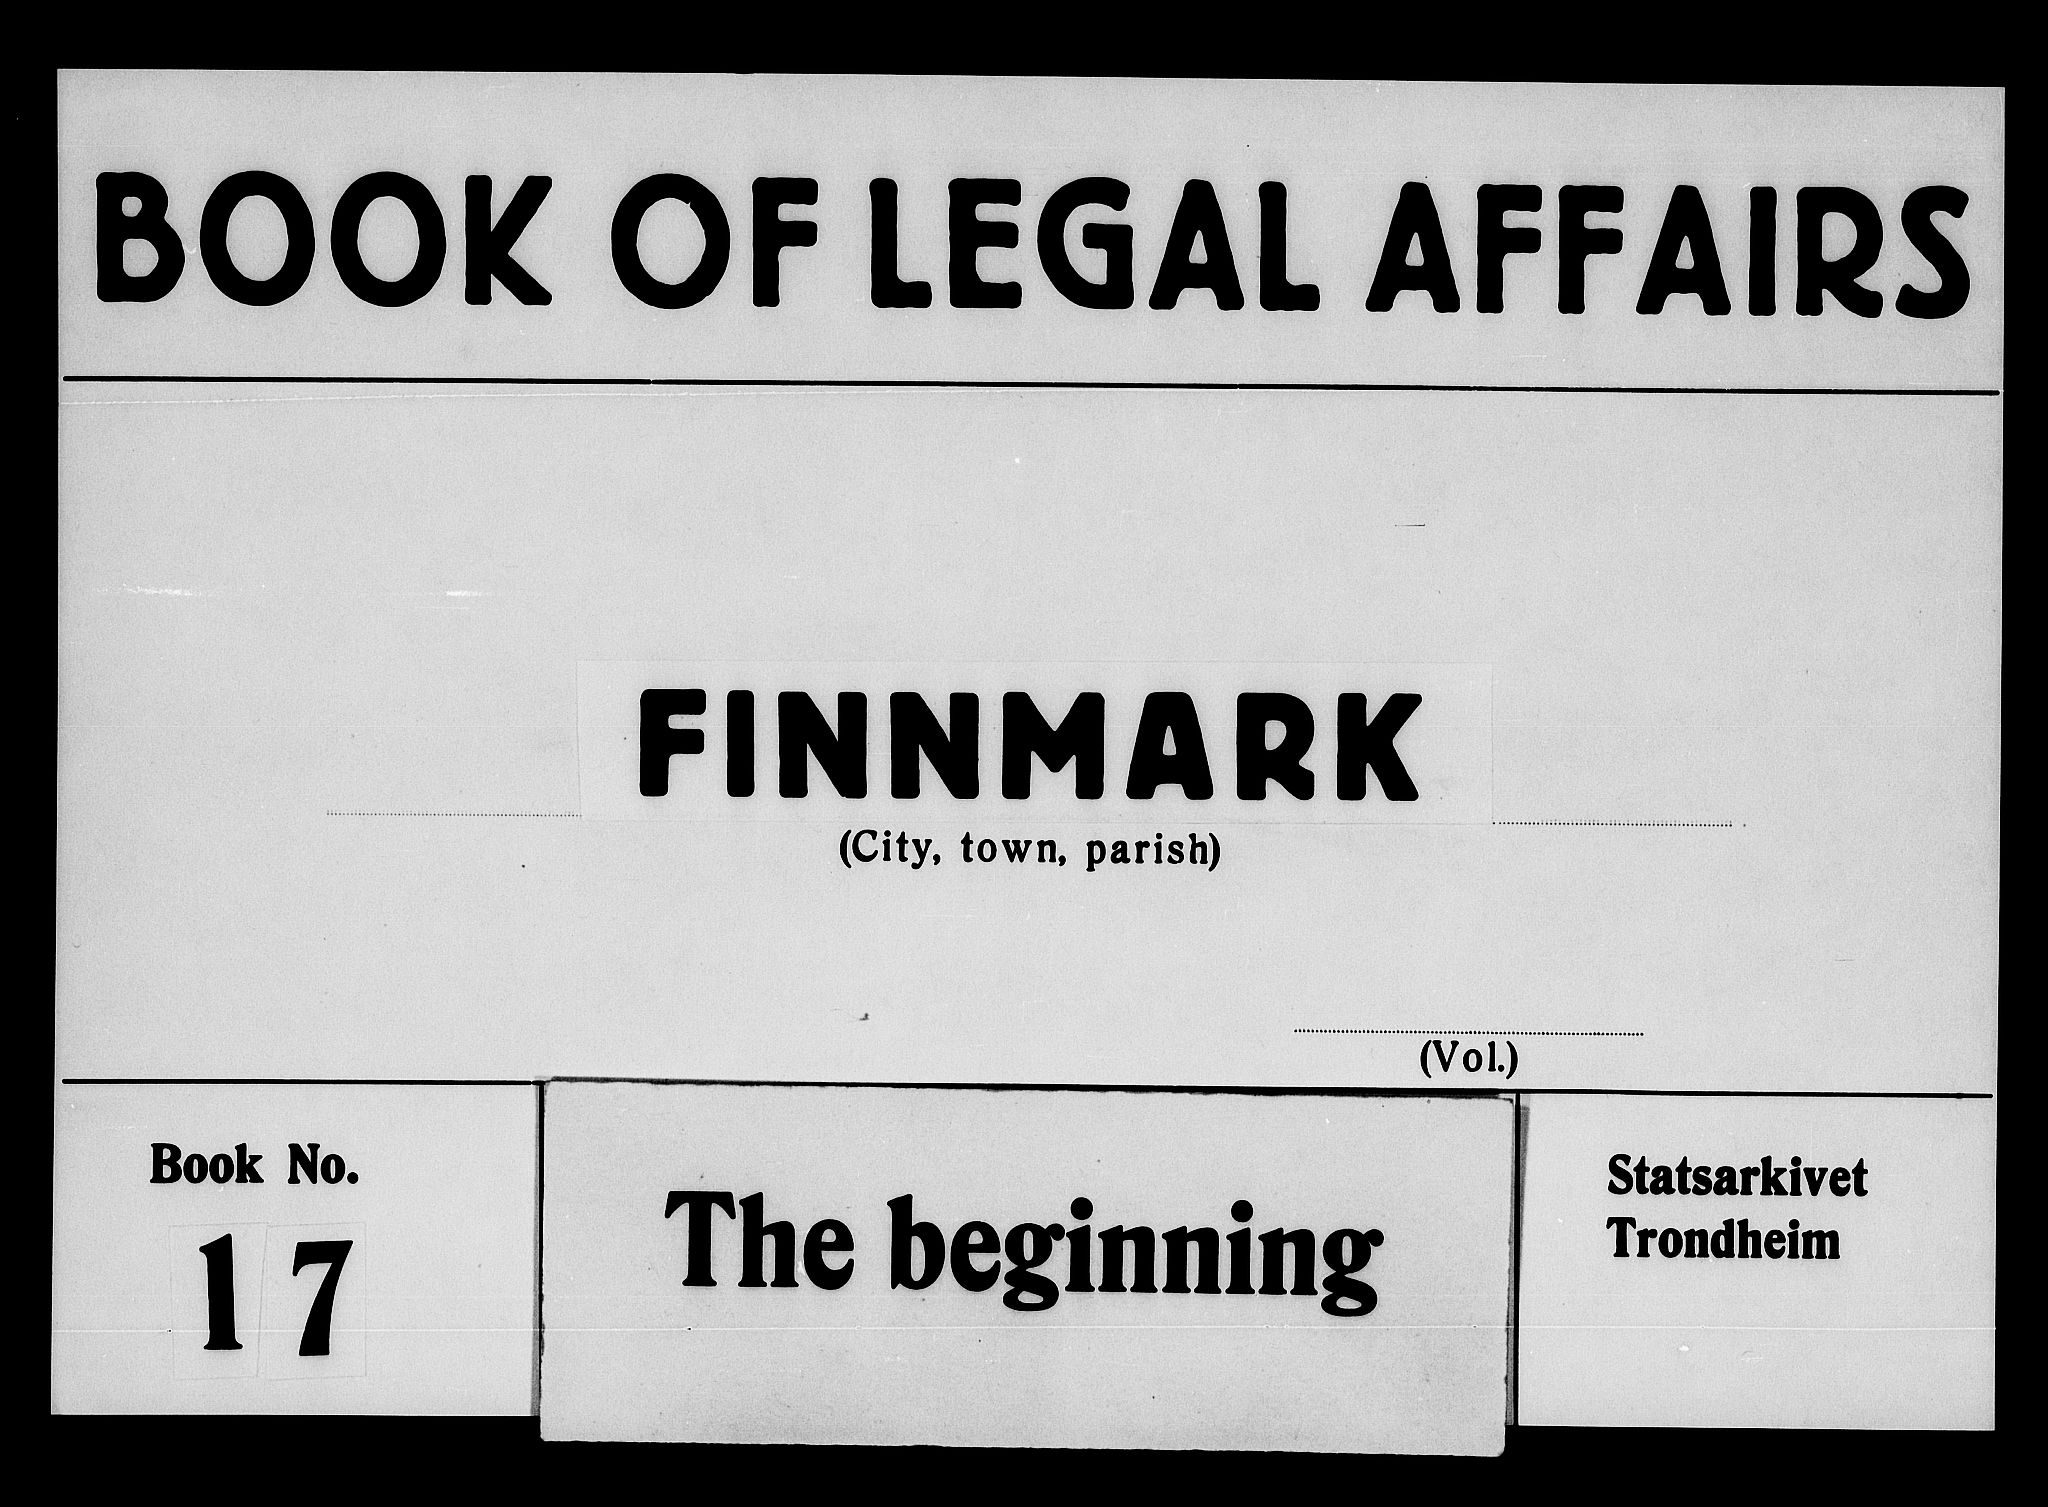 BOOK OF LEGAL AFFAIRS
FINNMARK
(City, town, parish)
(Vol.)
Book No.
17
The beginning
Statsarkivet
Trondheim